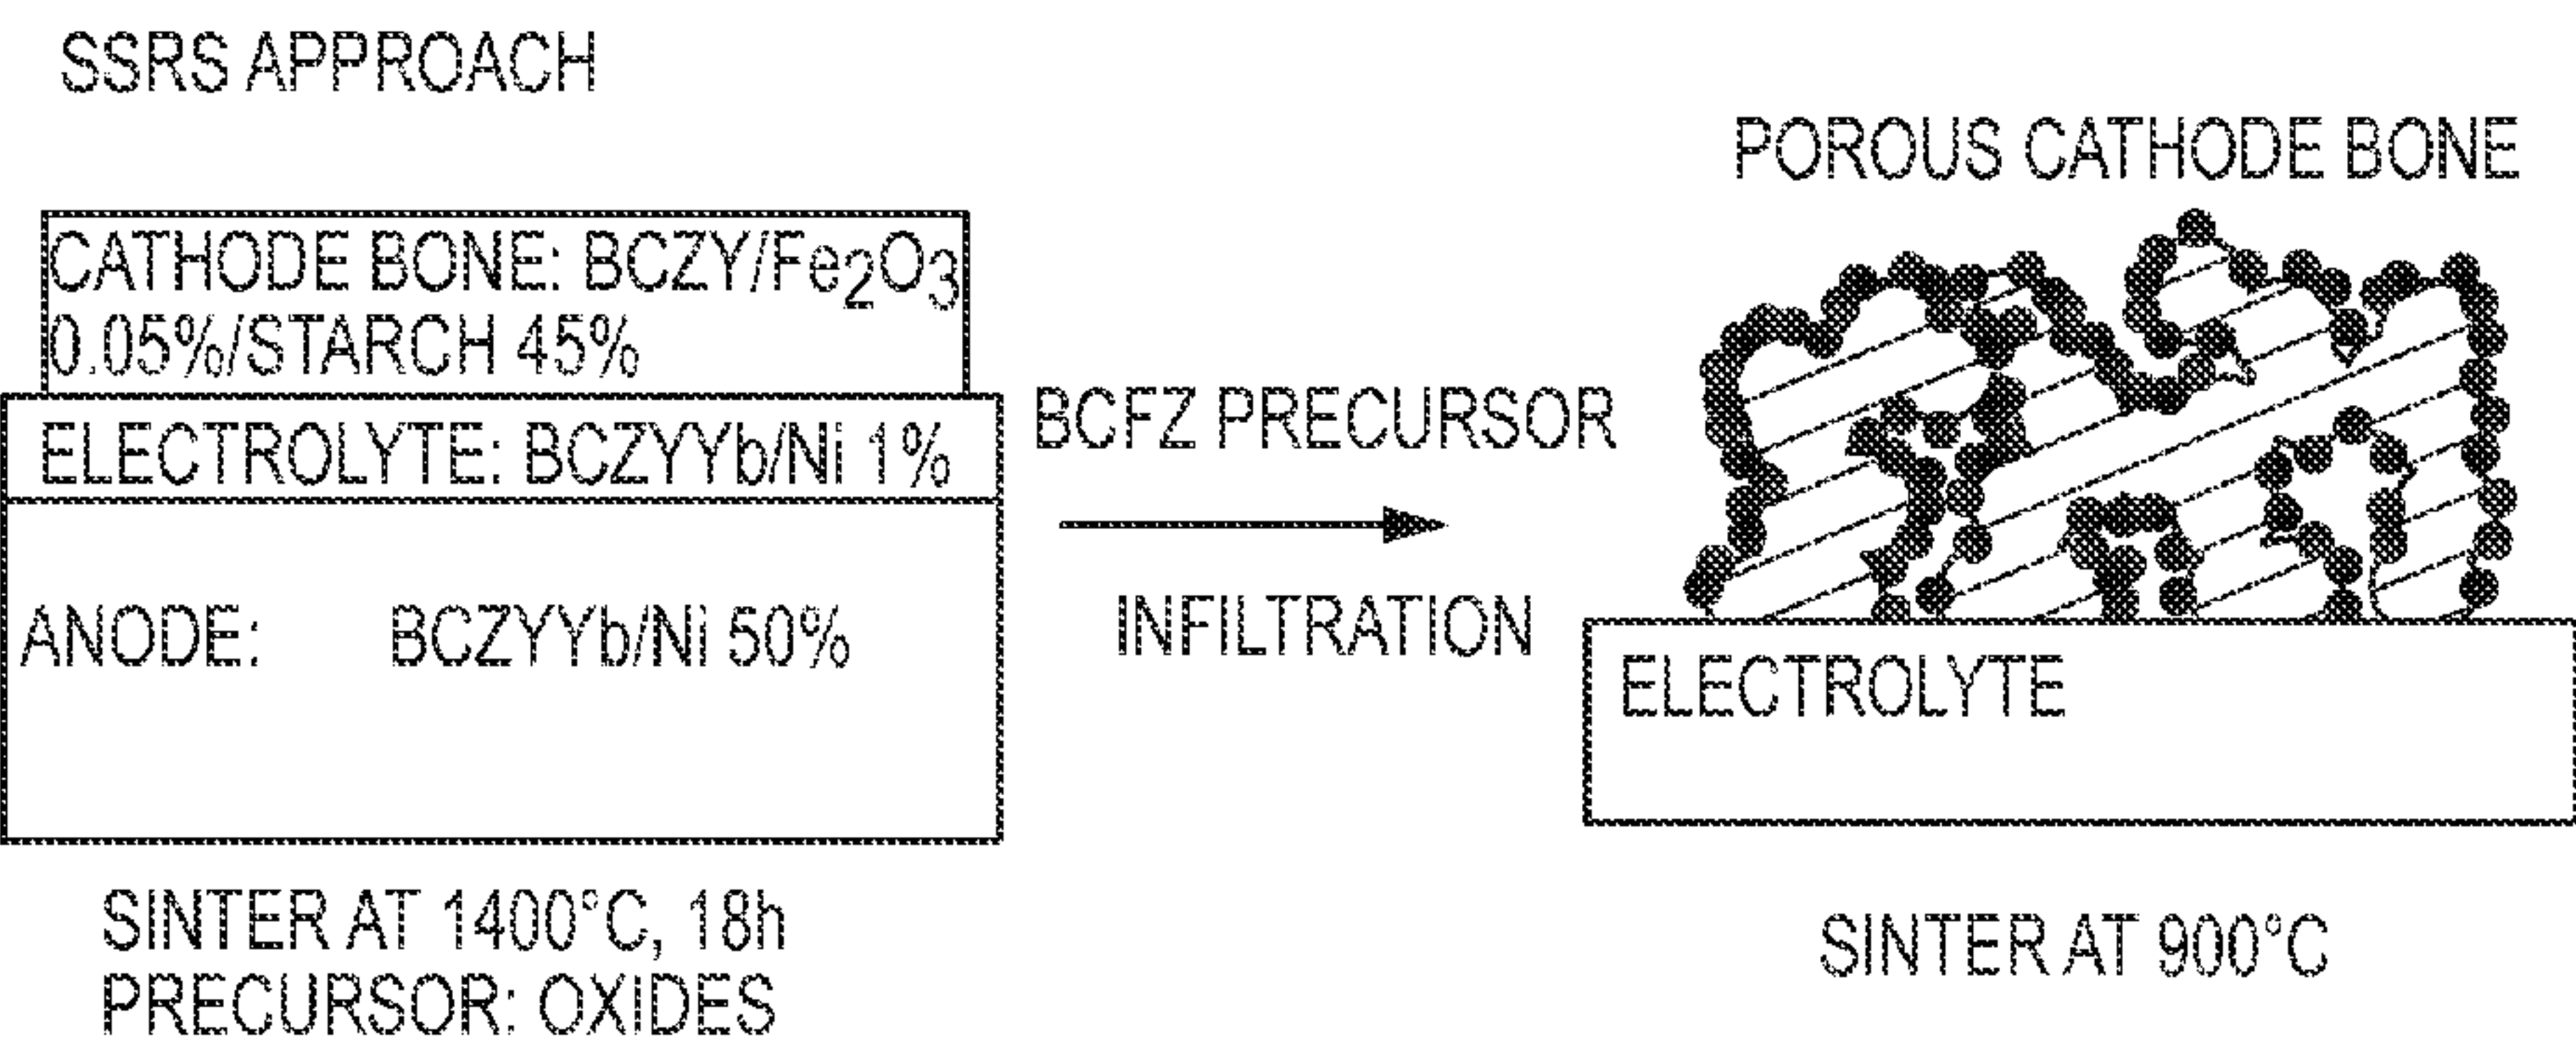 SSRS APPROACH
POROUS CATHODE BONE
CATHODE BONE: BCZY/Fe2O3
0.05%/STARCH 45%
ELECTROLYTE: BCZYYb/Ni 1%
ANODE: BCZYYb/Ni 50%
BCFZ PRECURSOR
INFILTRATION
ELECTROLYTE
SINTER AT 1400°C, 18h
PRECURSOR: OXIDES
SINTER AT 900°C